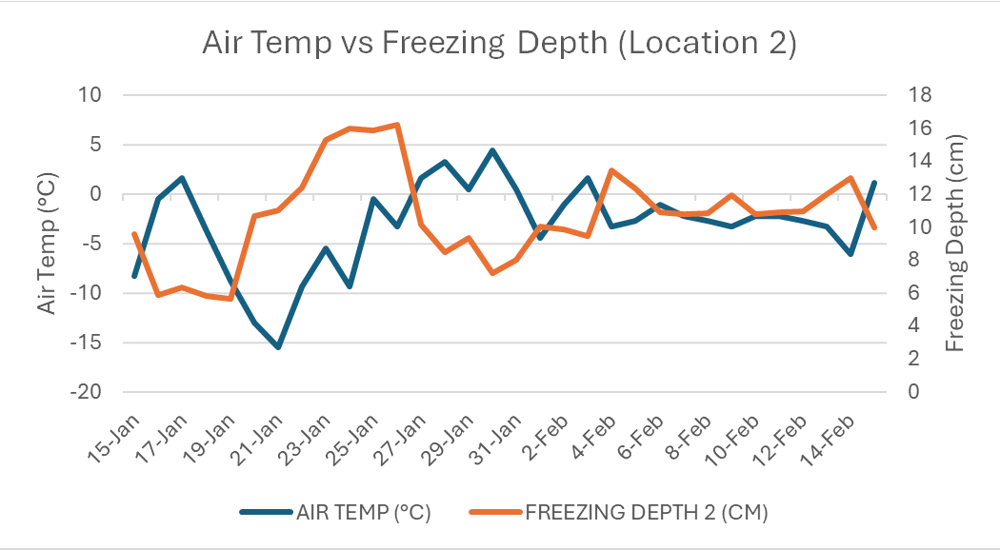 Air Temp vs Freezing Depth (Location 2)
10
5
0
-5
-10
-15
-20
Air Temp (°C)
18
16
14
12
10
8
6
4
2
0
Freezing Depth (cm)
15-Jan
17-Jan
19-Jan
21-Jan
23-Jan
25-Jan
27-Jan
29-Jan
31-Jan
2-Feb
4-Feb
6-Feb
8-Feb
10-Feb
12-Feb
14-Feb
AIR TEMP (°C) FREEZING DEPTH 2 (CM)